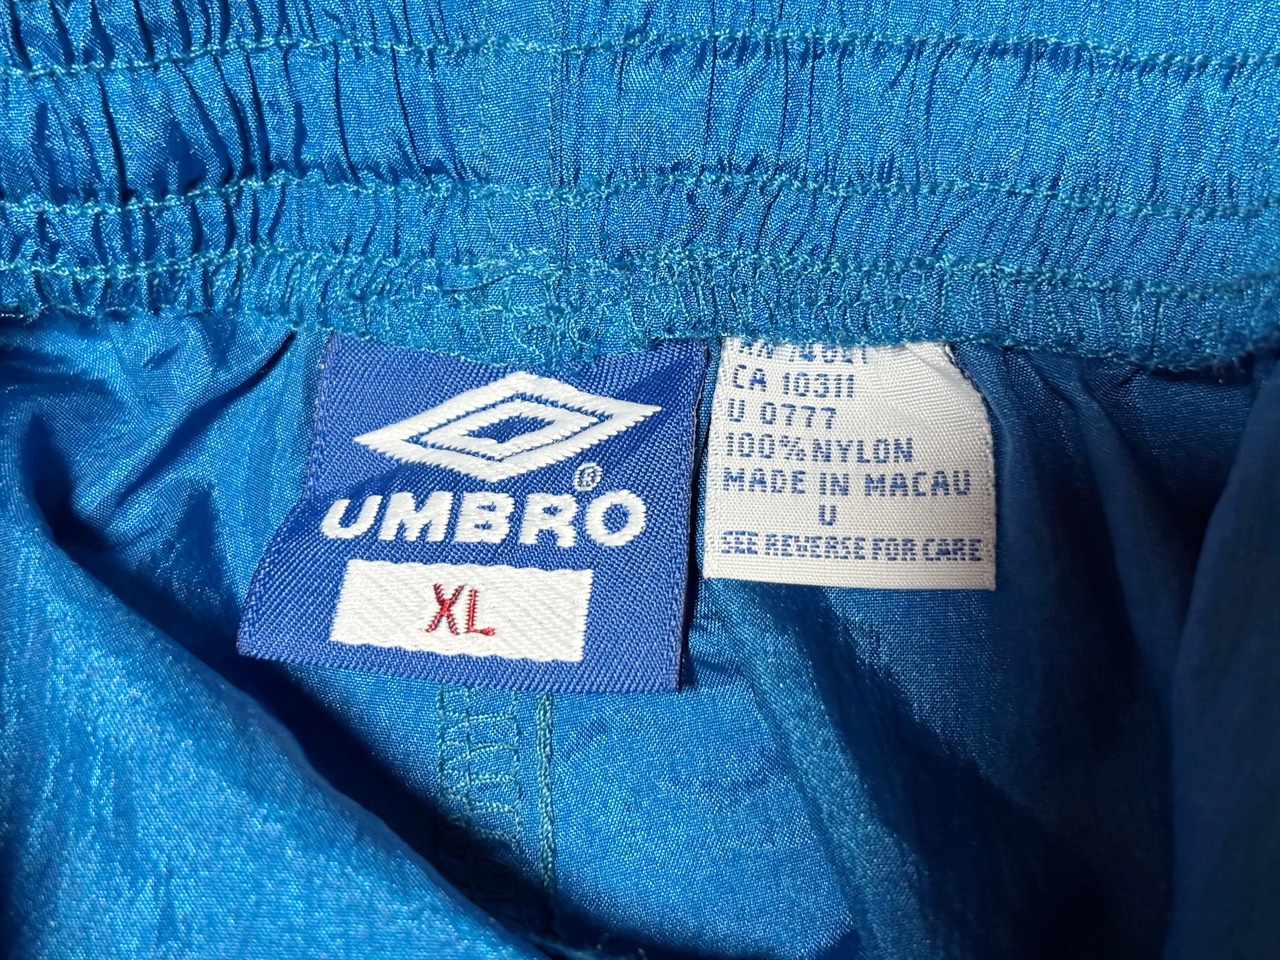 UMBRO
®
XL
CA 10311
U 0777
100% NYLON
MADE IN MACAU
U
SEE REVERSE FOR CARE